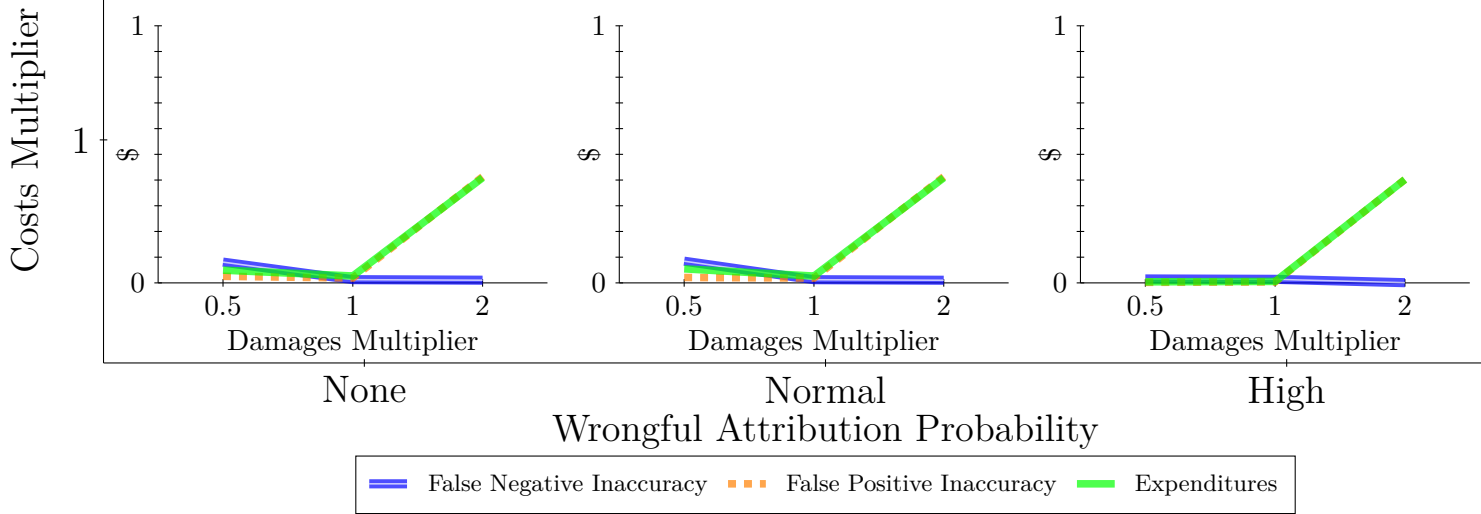 Costs Multiplier
1
1
$
0
0.5 1 2
Damages Multiplier
1
$
0
0.5 1 2
Damages Multiplier
1
$
0
0.5 1 2
Damages Multiplier
None Normal High
Wrongful Attribution Probability
False Negative Inaccuracy False Positive Inaccuracy Expenditures